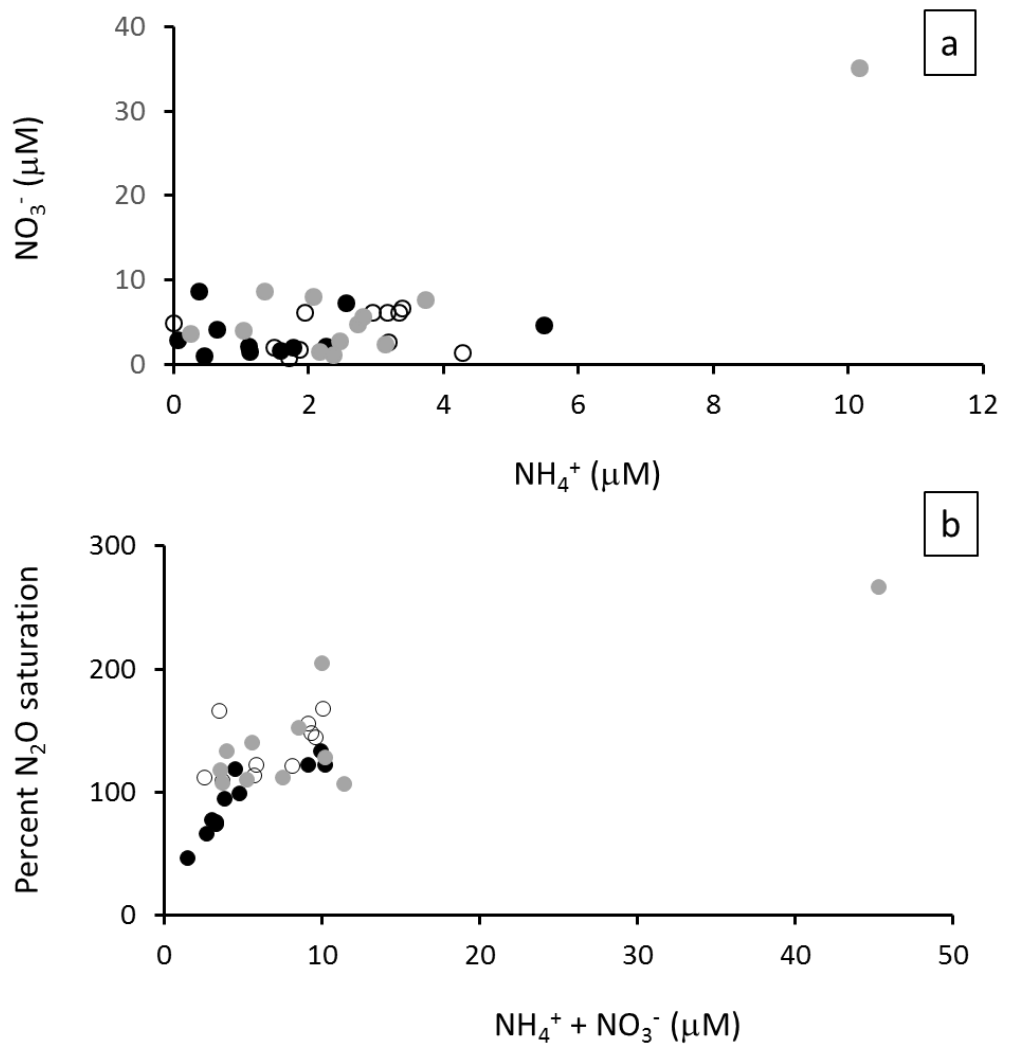 a
40
30
20
10
0
NO₃⁻ (μM)
0 2 4 6 8 10 12
NH₄⁺ (μM)
b
300
200
100
0
Percent N₂O saturation
0 10 20 30 40 50
NH₄⁺ + NO₃⁻ (μM)